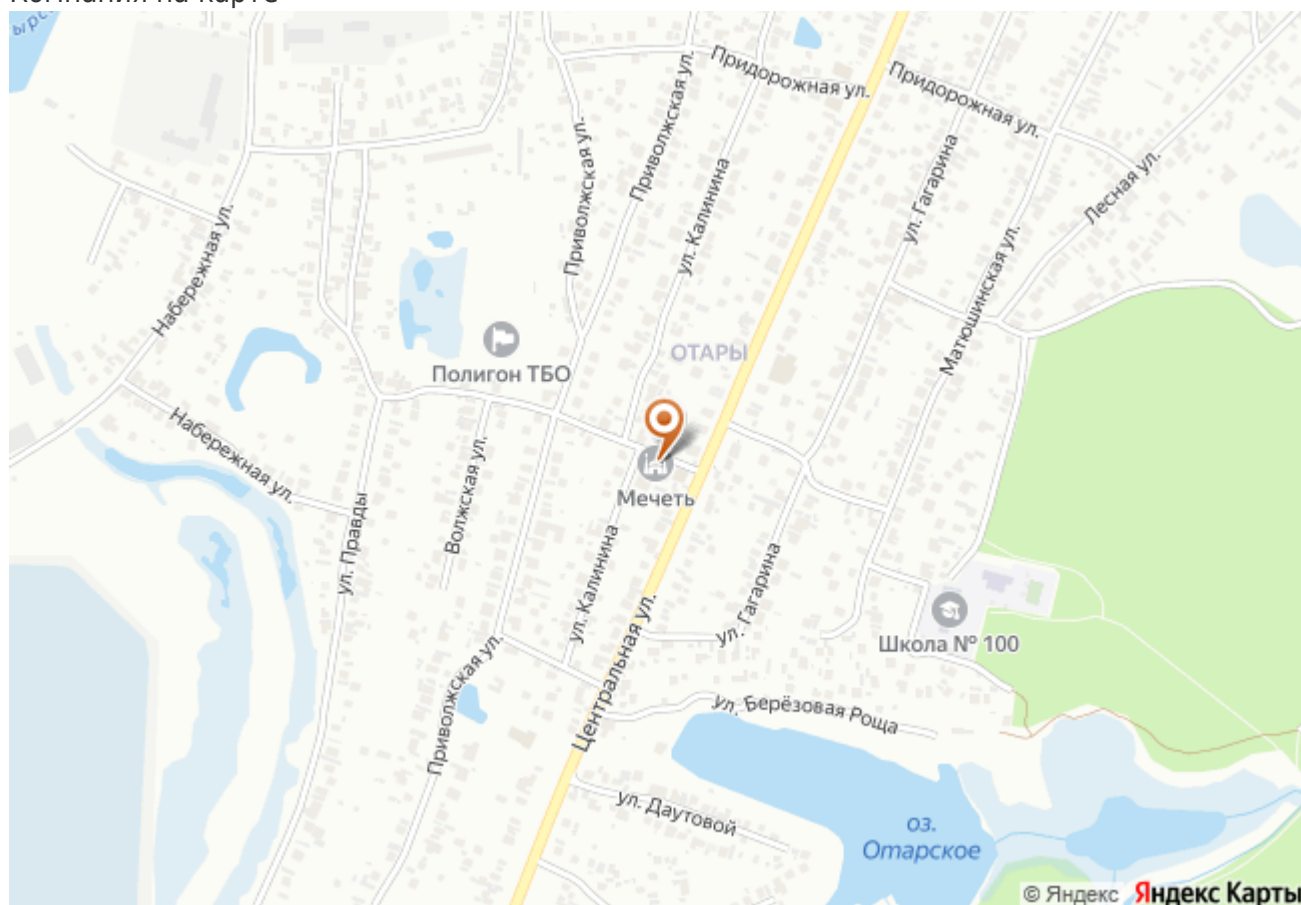 Придорожная ул.
Придорожная ул.
Приволжская ул.
Приволжская ул.
ул. Калинина
ул. Гагарина
Лесная ул.
Матюшинская ул.
Набережная ул.
ОТАРЫ
Полигон ТБО
Набережная ул.
Волжская ул.
Мечеть
ул. Правды
ул. Калинина
ул. Гагарина
Школа № 100
Приволжская ул.
Центральная ул.
ул. Берёзовая Роща
ул. Даутовой
оз.
Отарское
© Яндекс Яндекс Карты